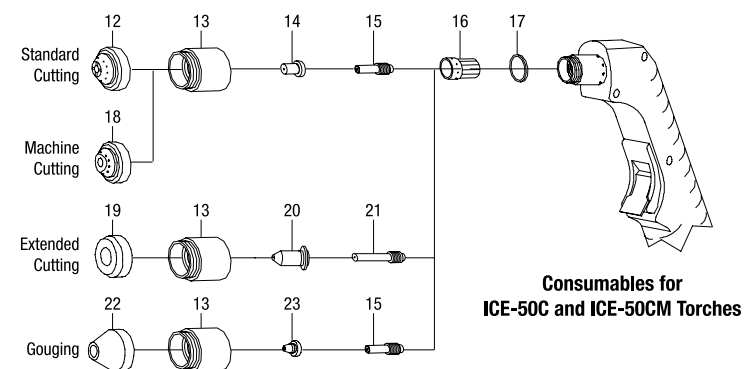 12 13 14 15 16 17
Standard
Cutting
18
Machine
Cutting
19 13 20 21
Extended
Cutting
Consumables for
ICE-50C and ICE-50CM Torches
22 13 23 15
Gouging